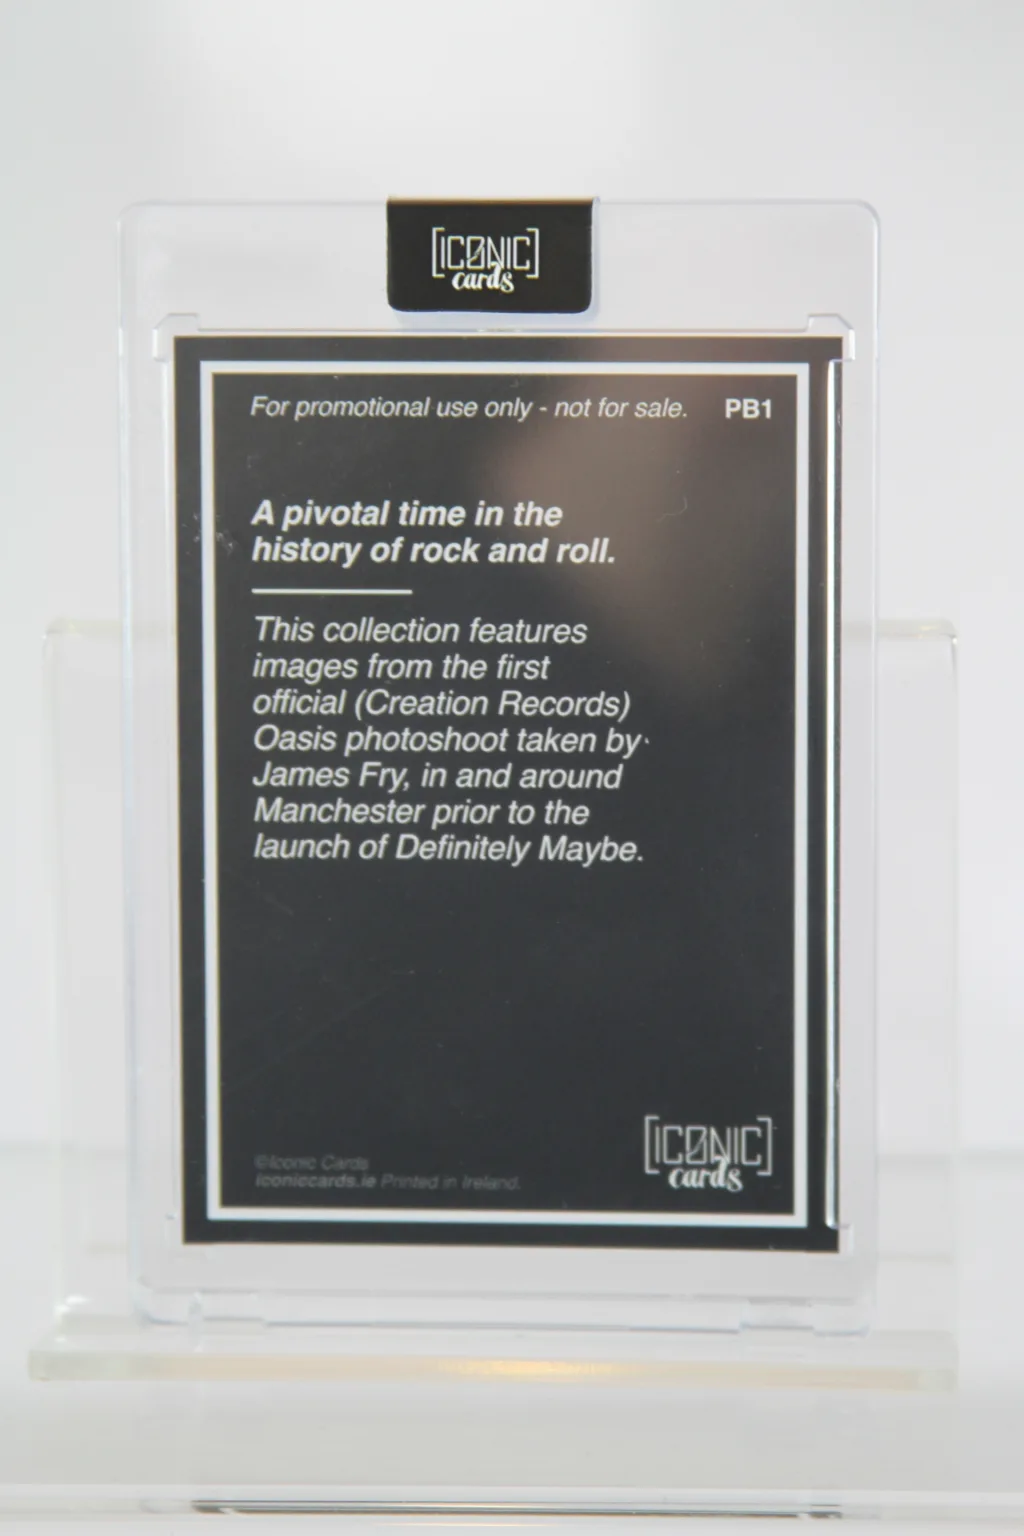 [ICONIC]
cards
For promotional use only - not for sale. PB1
A pivotal time in the
history of rock and roll.
This collection features
images from the first
official (Creation Records)
Oasis photoshoot taken by
James Fry, in and around
Manchester prior to the
launch of Definitely Maybe.
©Iconic Cards
iconiccards.ie Printed in Ireland.
[ICONIC]
cards